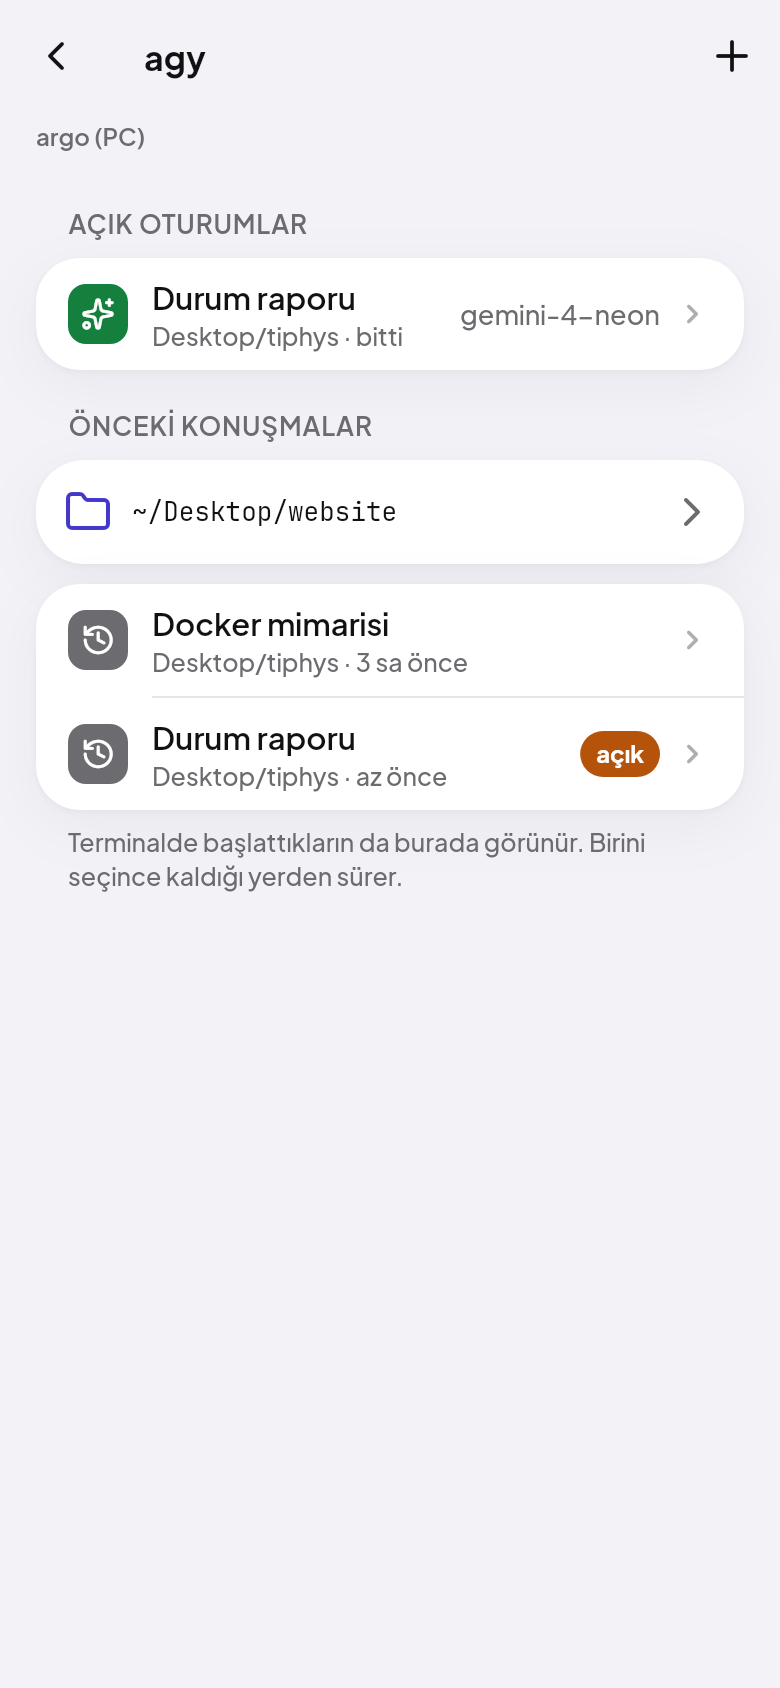 agy
argo (PC)
AÇIK OTURUMLAR
Durum raporu
Desktop/tiphys · bitti
gemini-4-neon
ÖNCEKİ KONUŞMALAR
~/Desktop/website
Docker mimarisi
Desktop/tiphys · 3 sa önce
Durum raporu
Desktop/tiphys · az önce
açık
Terminalde başlattıkların da burada görünür. Birini
seçince kaldığı yerden sürer.